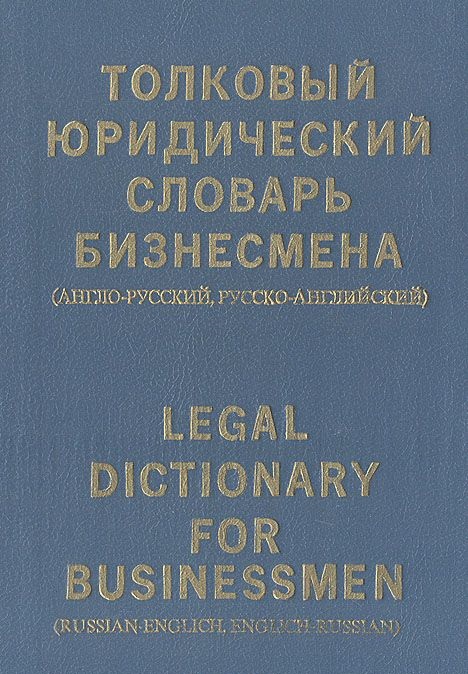 ТОЛКОВЫЙ
ЮРИДИЧЕСКИЙ
СЛОВАРЬ
БИЗНЕСМЕНА
(АНГЛО-РУССКИЙ, РУССКО-АНГЛИЙСКИЙ)
LEGAL
DICTIONARY
FOR
BUSINESSMEN
(RUSSIAN-ENGLICH, ENGLICH-RUSSIAN)